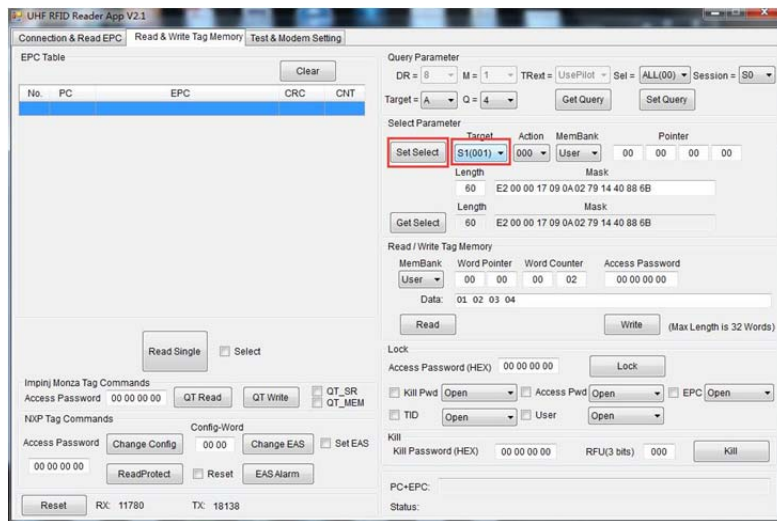 UHF RFID Reader App V2.1
Connection & Read EPC Read & Write Tag Memory Test & Modem Setting
EPC Table
Clear
No. PC EPC CRC CNT
Read Single Select
Impinj Monza Tag Commands
Access Password 00 00 00 00 QT Read QT Write QT_SR
QT_MEM
NXP Tag Commands
Config-Word
Access Password Change Config 00 00 Change EAS Set EAS
00 00 00 00 ReadProtect Reset EAS Alarm
Reset RX: 11780 TX: 18138
Query Parameter
DR = 8 M = 1 TRext = UsePilot Sel = ALL(00) Session = S0
Target = A Q = 4 Get Query Set Query
Select Parameter
Target Action MemBank Pointer
Set Select S1(001) 000 User 00 00 00 00
Length Mask
60 E2 00 00 17 09 0A 02 79 14 40 88 6B
Length Mask
Get Select 60 E2 00 00 17 09 0A 02 79 14 40 88 6B
Read / Write Tag Memory
MemBank Word Pointer Word Counter Access Password
User 00 00 00 02 00 00 00 00
Data: 01 02 03 04
Read Write (Max Length is 32 Words)
Lock
Access Password (HEX) 00 00 00 00 Lock
Kill Pwd Open Access Pwd Open EPC Open
TID Open User Open
Kill
Kill Password (HEX) 00 00 00 00 RFU(3 bits) 000 Kill
PC+EPC:
Status: